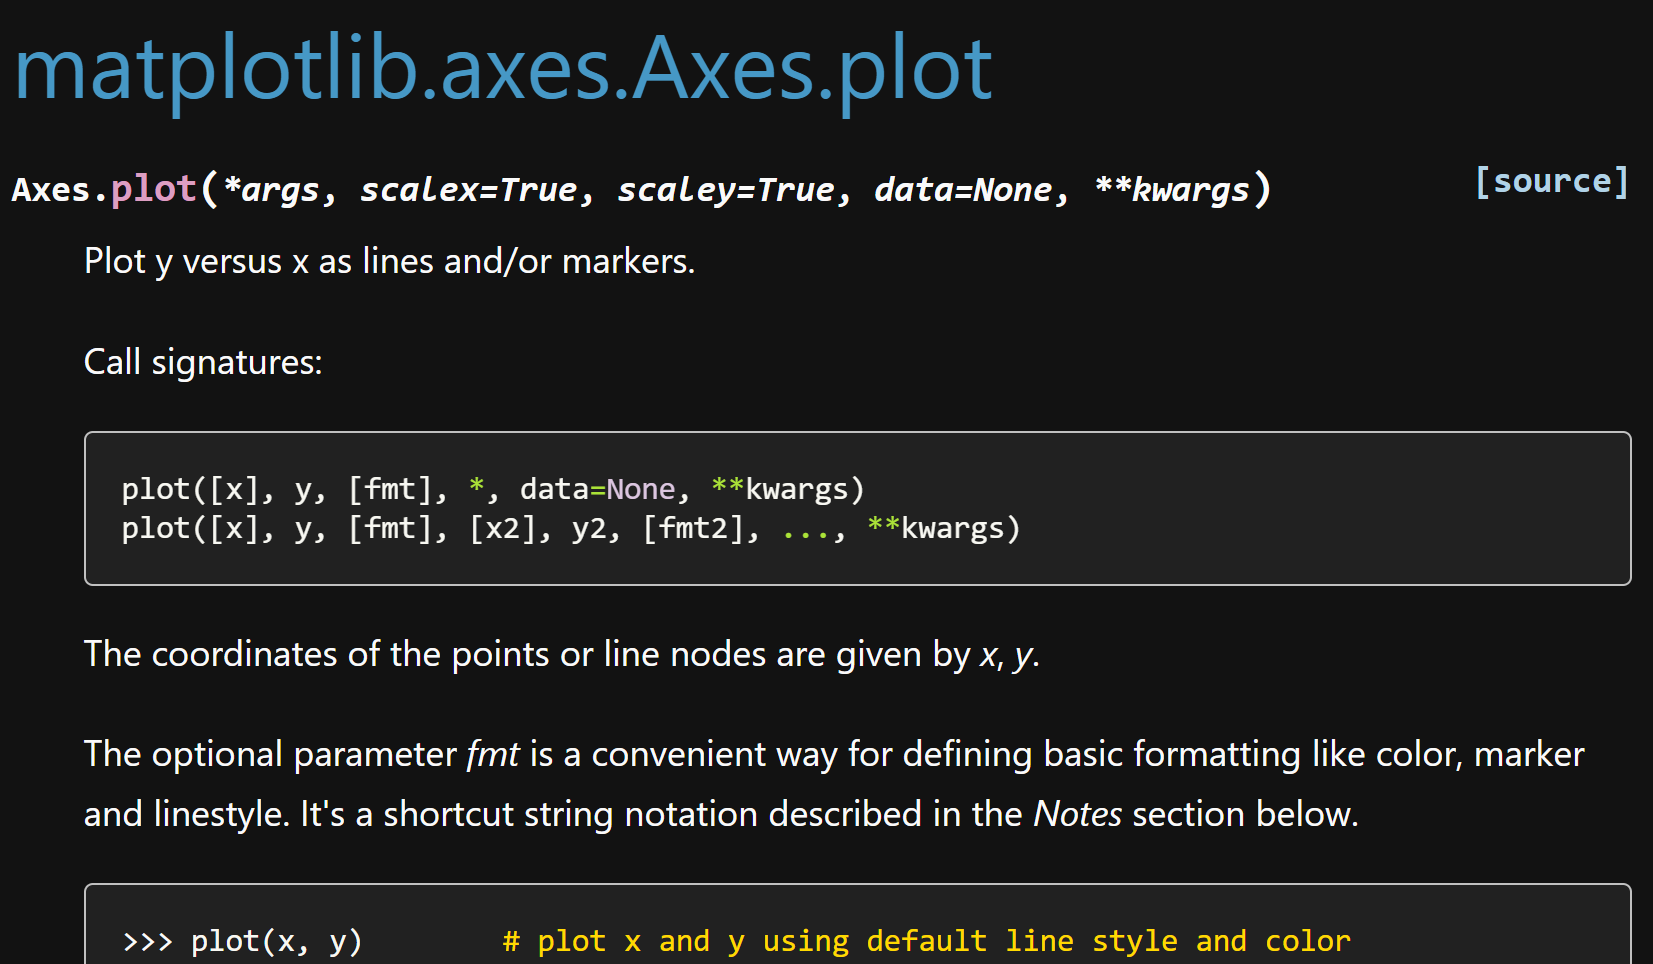 matplotlib.axes.Axes.plot
Axes.plot(*args, scalex=True, scaley=True, data=None, **kwargs) [source]
Plot y versus x as lines and/or markers.
Call signatures:
plot([x], y, [fmt], *, data=None, **kwargs)
plot([x], y, [fmt], [x2], y2, [fmt2], ..., **kwargs)
The coordinates of the points or line nodes are given by x, y.
The optional parameter fmt is a convenient way for defining basic formatting like color, marker
and linestyle. It's a shortcut string notation described in the Notes section below.
>>> plot(x, y)        # plot x and y using default line style and color